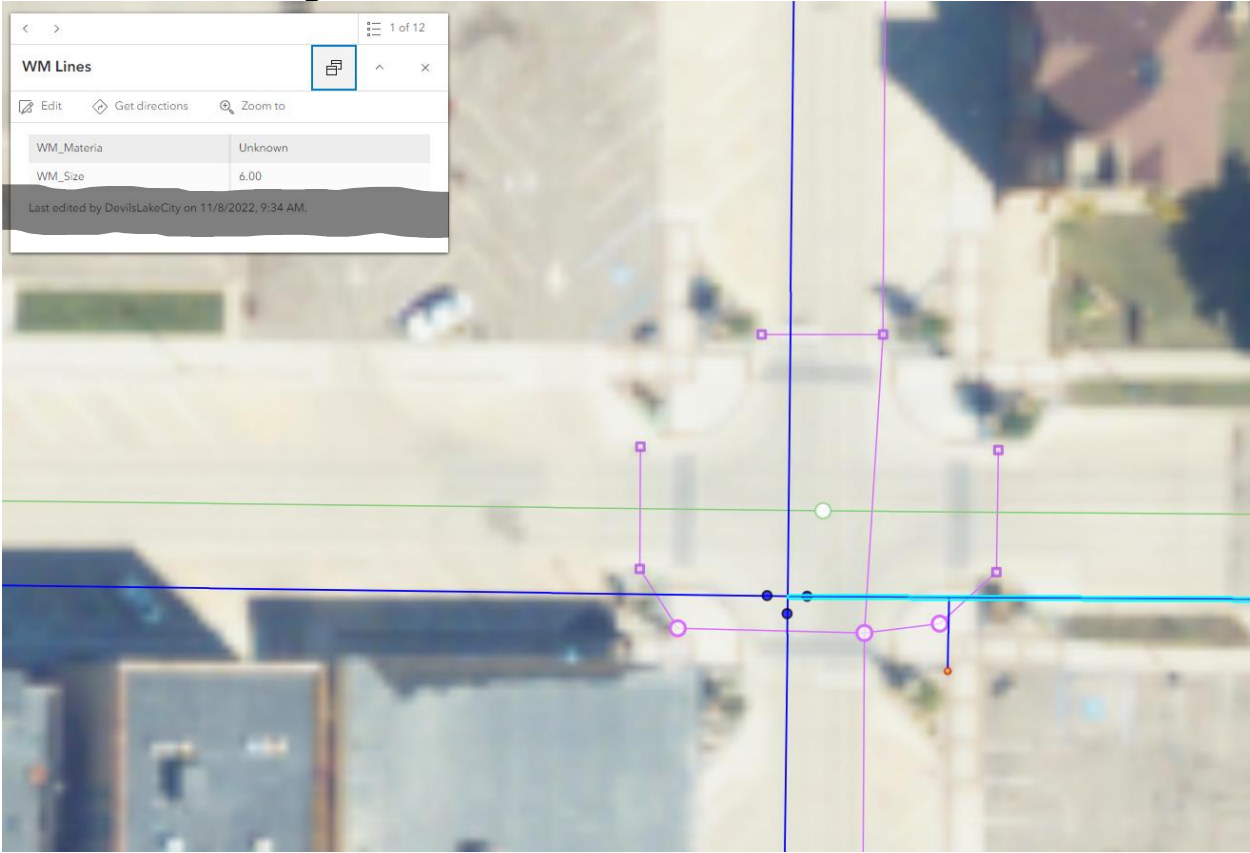 1 of 12
WM Lines
Edit Get directions Zoom to
WM_Materia Unknown
WM_Size 6.00
Last edited by DevilsLakeCity on 11/8/2022, 9:34 AM.